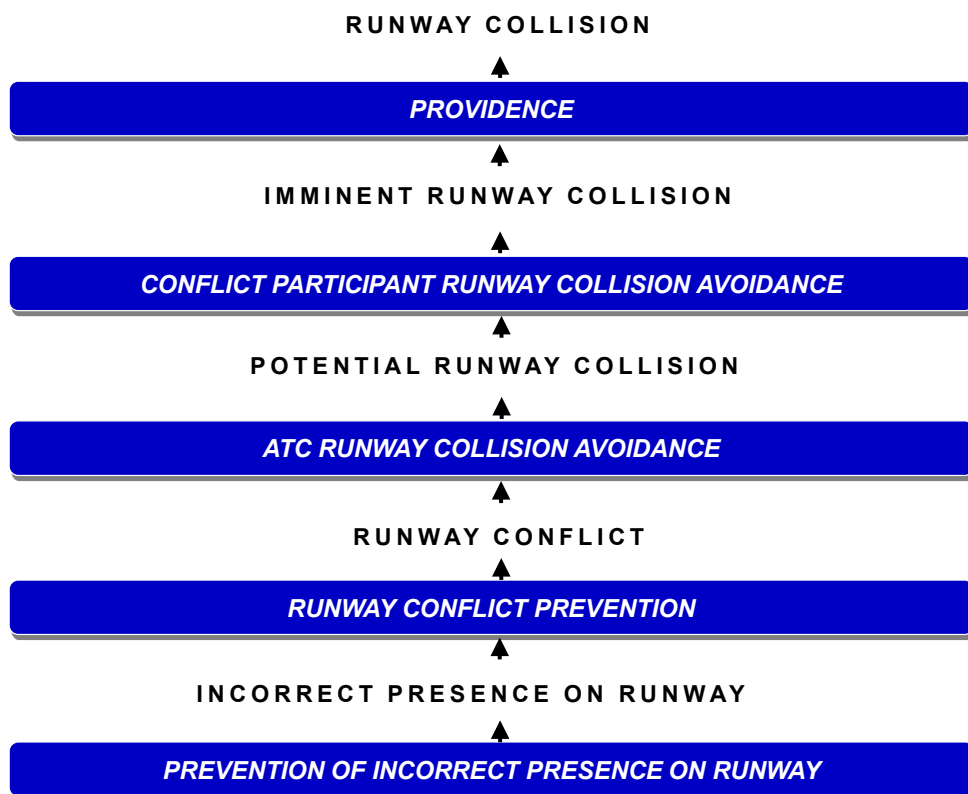 RUNWAY COLLISION
PROVIDENCE
IMMINENT RUNWAY COLLISION
CONFLICT PARTICIPANT RUNWAY COLLISION AVOIDANCE
POTENTIAL RUNWAY COLLISION
ATC RUNWAY COLLISION AVOIDANCE
RUNWAY CONFLICT
RUNWAY CONFLICT PREVENTION
INCORRECT PRESENCE ON RUNWAY
PREVENTION OF INCORRECT PRESENCE ON RUNWAY